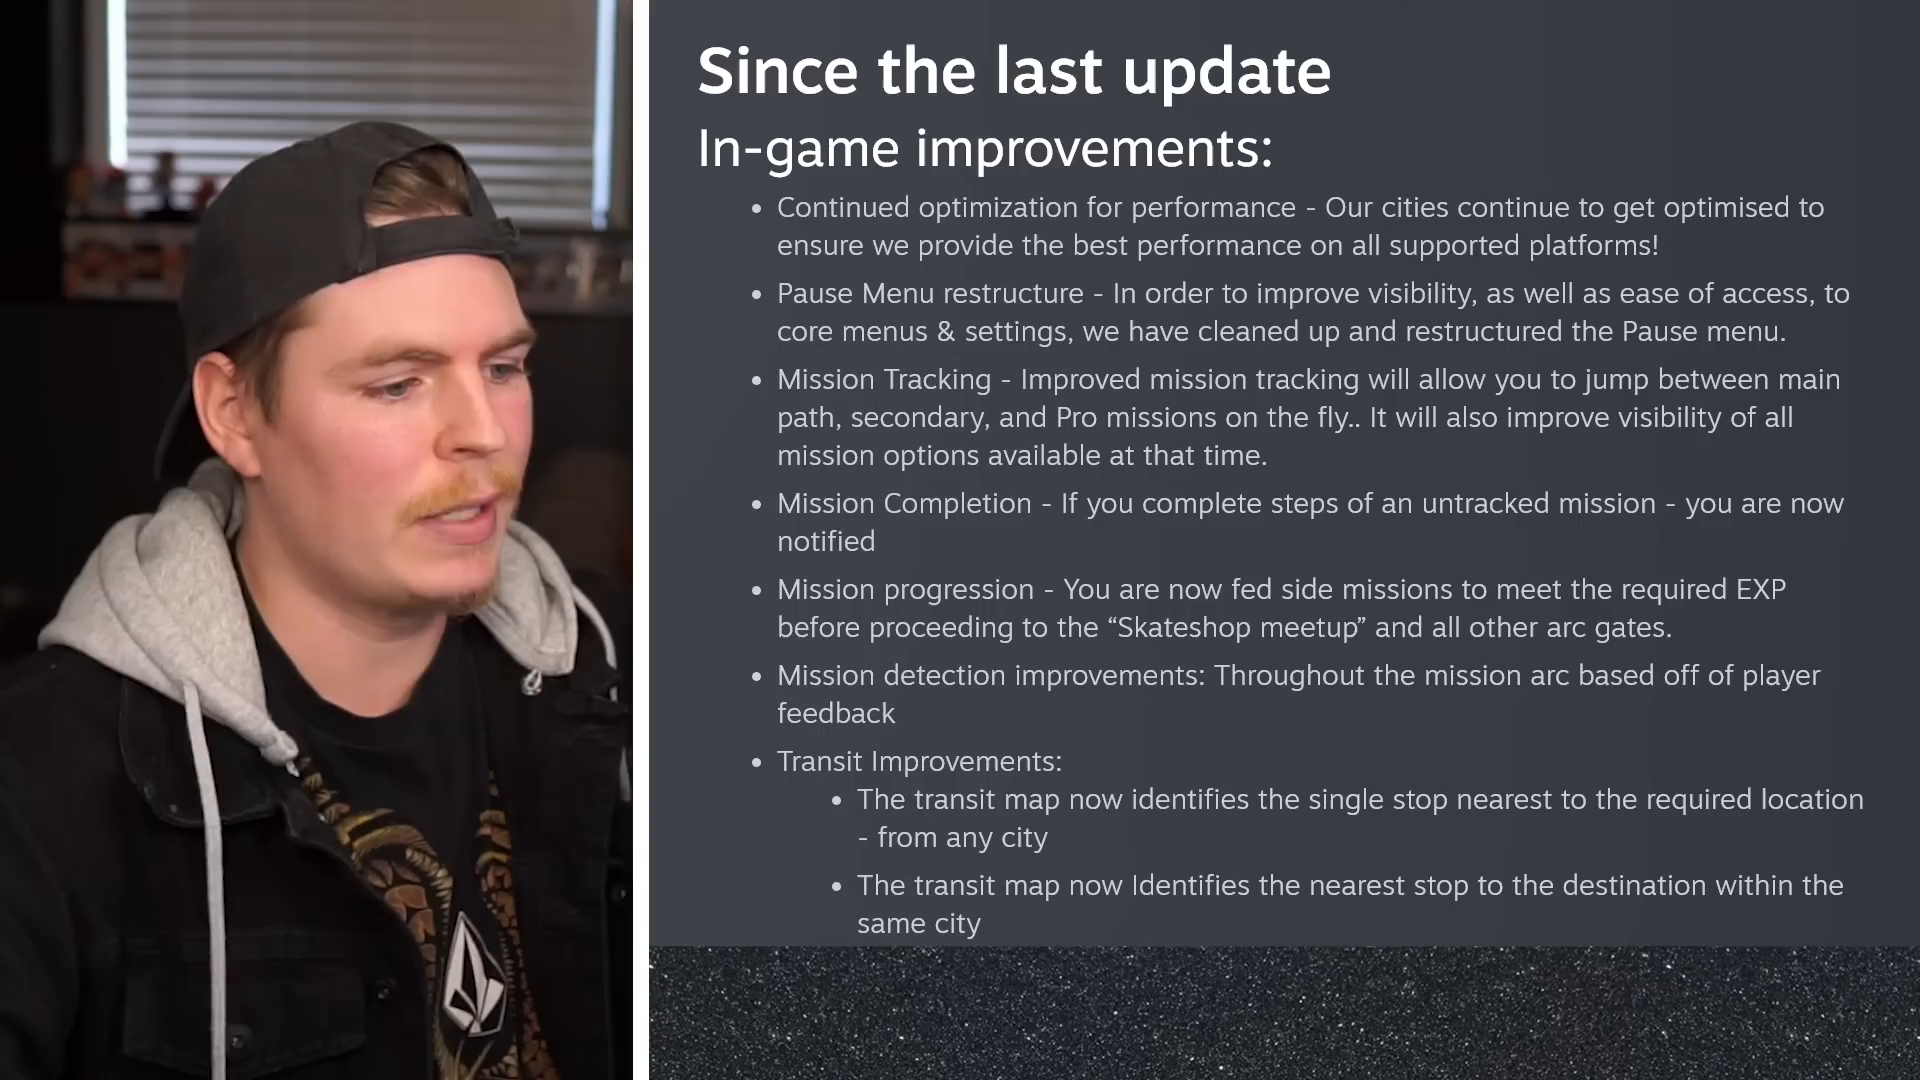 Since the last update
In-game improvements:
• Continued optimization for performance - Our cities continue to get optimised to
ensure we provide the best performance on all supported platforms!
• Pause Menu restructure - In order to improve visibility, as well as ease of access, to
core menus & settings, we have cleaned up and restructured the Pause menu.
• Mission Tracking - Improved mission tracking will allow you to jump between main
path, secondary, and Pro missions on the fly.. It will also improve visibility of all
mission options available at that time.
• Mission Completion - If you complete steps of an untracked mission - you are now
notified
• Mission progression - You are now fed side missions to meet the required EXP
before proceeding to the “Skateshop meetup” and all other arc gates.
• Mission detection improvements: Throughout the mission arc based off of player
feedback
• Transit Improvements:
• The transit map now identifies the single stop nearest to the required location
- from any city
• The transit map now Identifies the nearest stop to the destination within the
same city